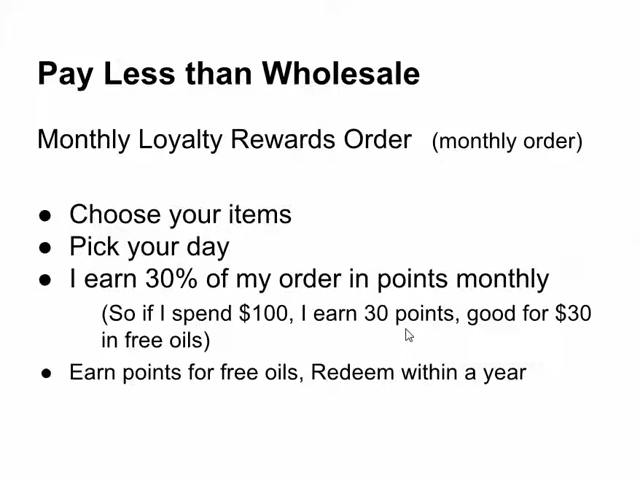 Pay Less than Wholesale
Monthly Loyalty Rewards Order (monthly order)
● Choose your items
● Pick your day
● I earn 30% of my order in points monthly
(So if I spend $100, I earn 30 points, good for $30
in free oils)
● Earn points for free oils, Redeem within a year